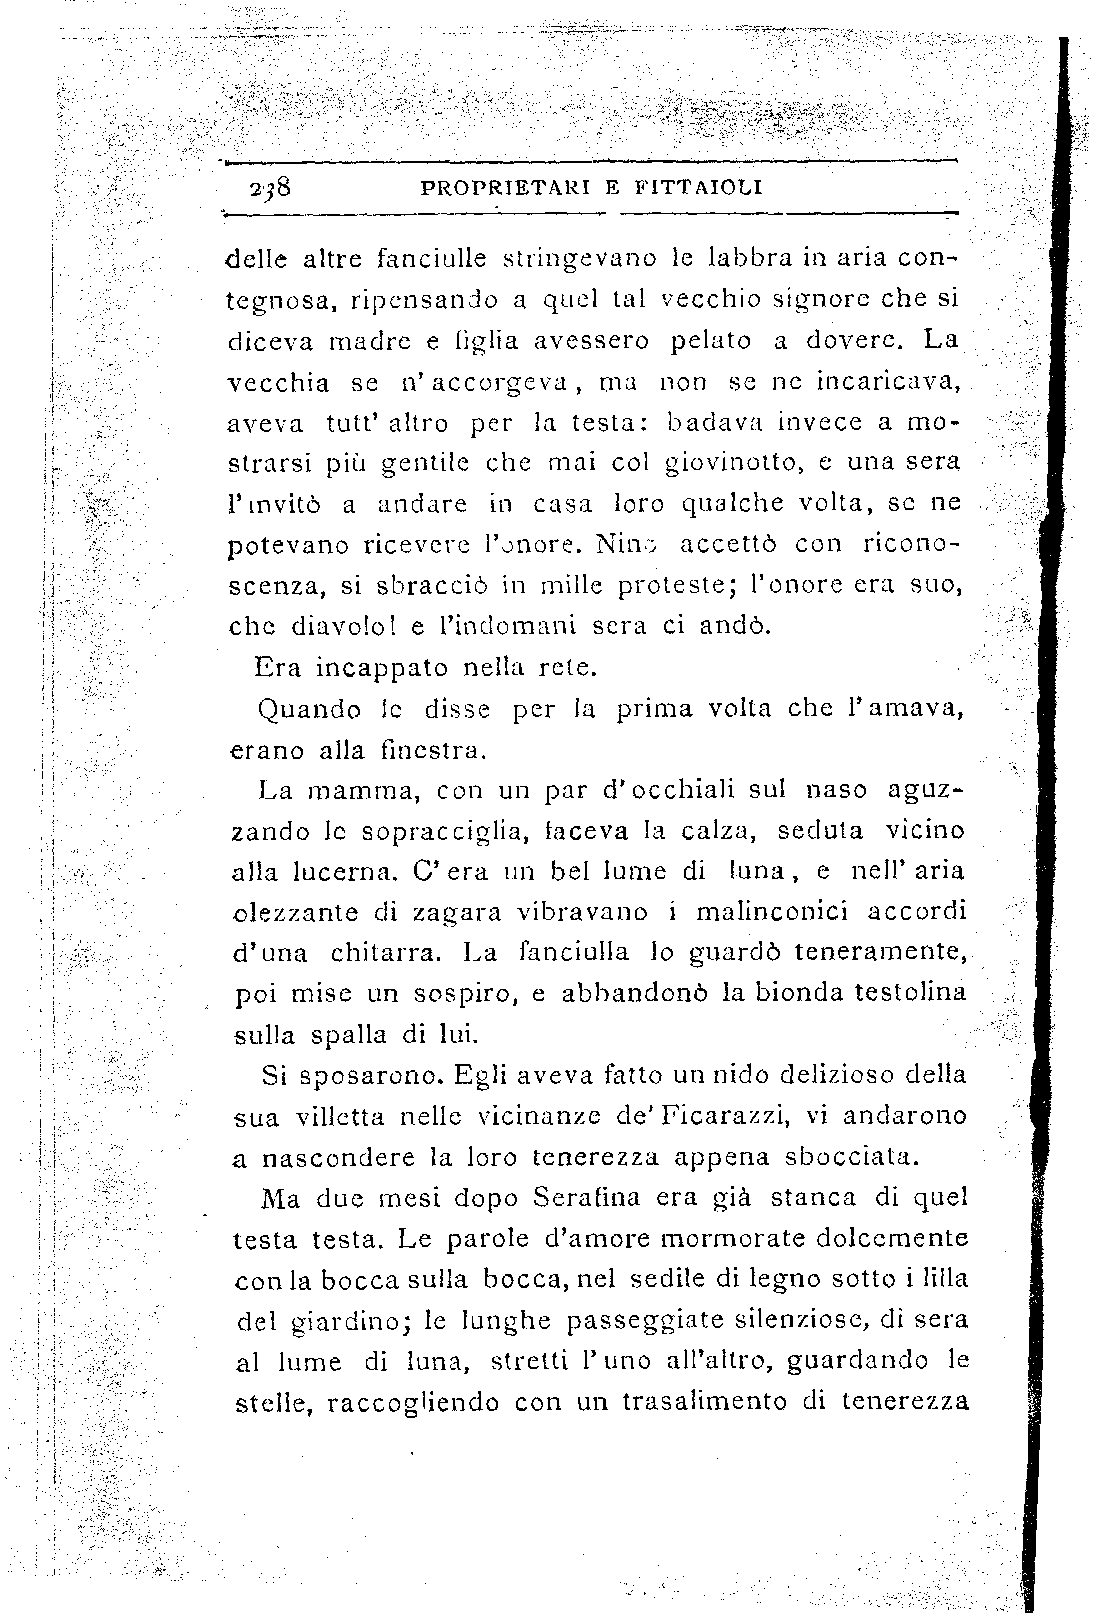 238 PROPRIETARI E FITTAIOLI
delle altre fanciulle stringevano le labbra in aria con-
tegnosa, ripensando a quel tal vecchio signore che si
diceva madre e figlia avessero pelato a dovere. La
vecchia se n' accorgeva, ma non se ne incaricava,
aveva tutt' altro per la testa: badava invece a mo-
strarsi più gentile che mai col giovinotto, e una sera
l'invitò a andare in casa loro qualche volta, se ne
potevano ricevere l'onore. Nino accettò con ricono-
scenza, si sbracciò in mille proteste; l'onore era suo,
che diavolo! e l'indomani sera ci andò.
Era incappato nella rete.
Quando le disse per la prima volta che l'amava,
erano alla finestra.
La mamma, con un par d'occhiali sul naso aguz-
zando le sopracciglia, faceva la calza, seduta vicino
alla lucerna. C'era un bel lume di luna, e nell' aria
olezzante di zagara vibravano i malinconici accordi
d'una chitarra. La fanciulla lo guardò teneramente,
poi mise un sospiro, e abbandonò la bionda testolina
sulla spalla di lui.
Si sposarono. Egli aveva fatto un nido delizioso della
sua villetta nelle vicinanze de' Ficarazzi, vi andarono
a nascondere la loro tenerezza appena sbocciata.
Ma due mesi dopo Serafina era già stanca di quel
testa testa. Le parole d'amore mormorate dolcemente
con la bocca sulla bocca, nel sedile di legno sotto i lilla
del giardino; le lunghe passeggiate silenziose, di sera
al lume di luna, stretti l'uno all'altro, guardando le
stelle, raccogliendo con un trasalimento di tenerezza